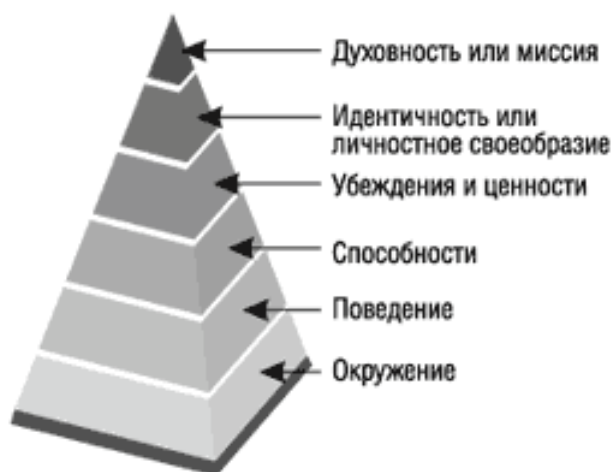 Духовность или миссия
Идентичность или
личностное своеобразие
Убеждения и ценности
Способности
Поведение
Окружение